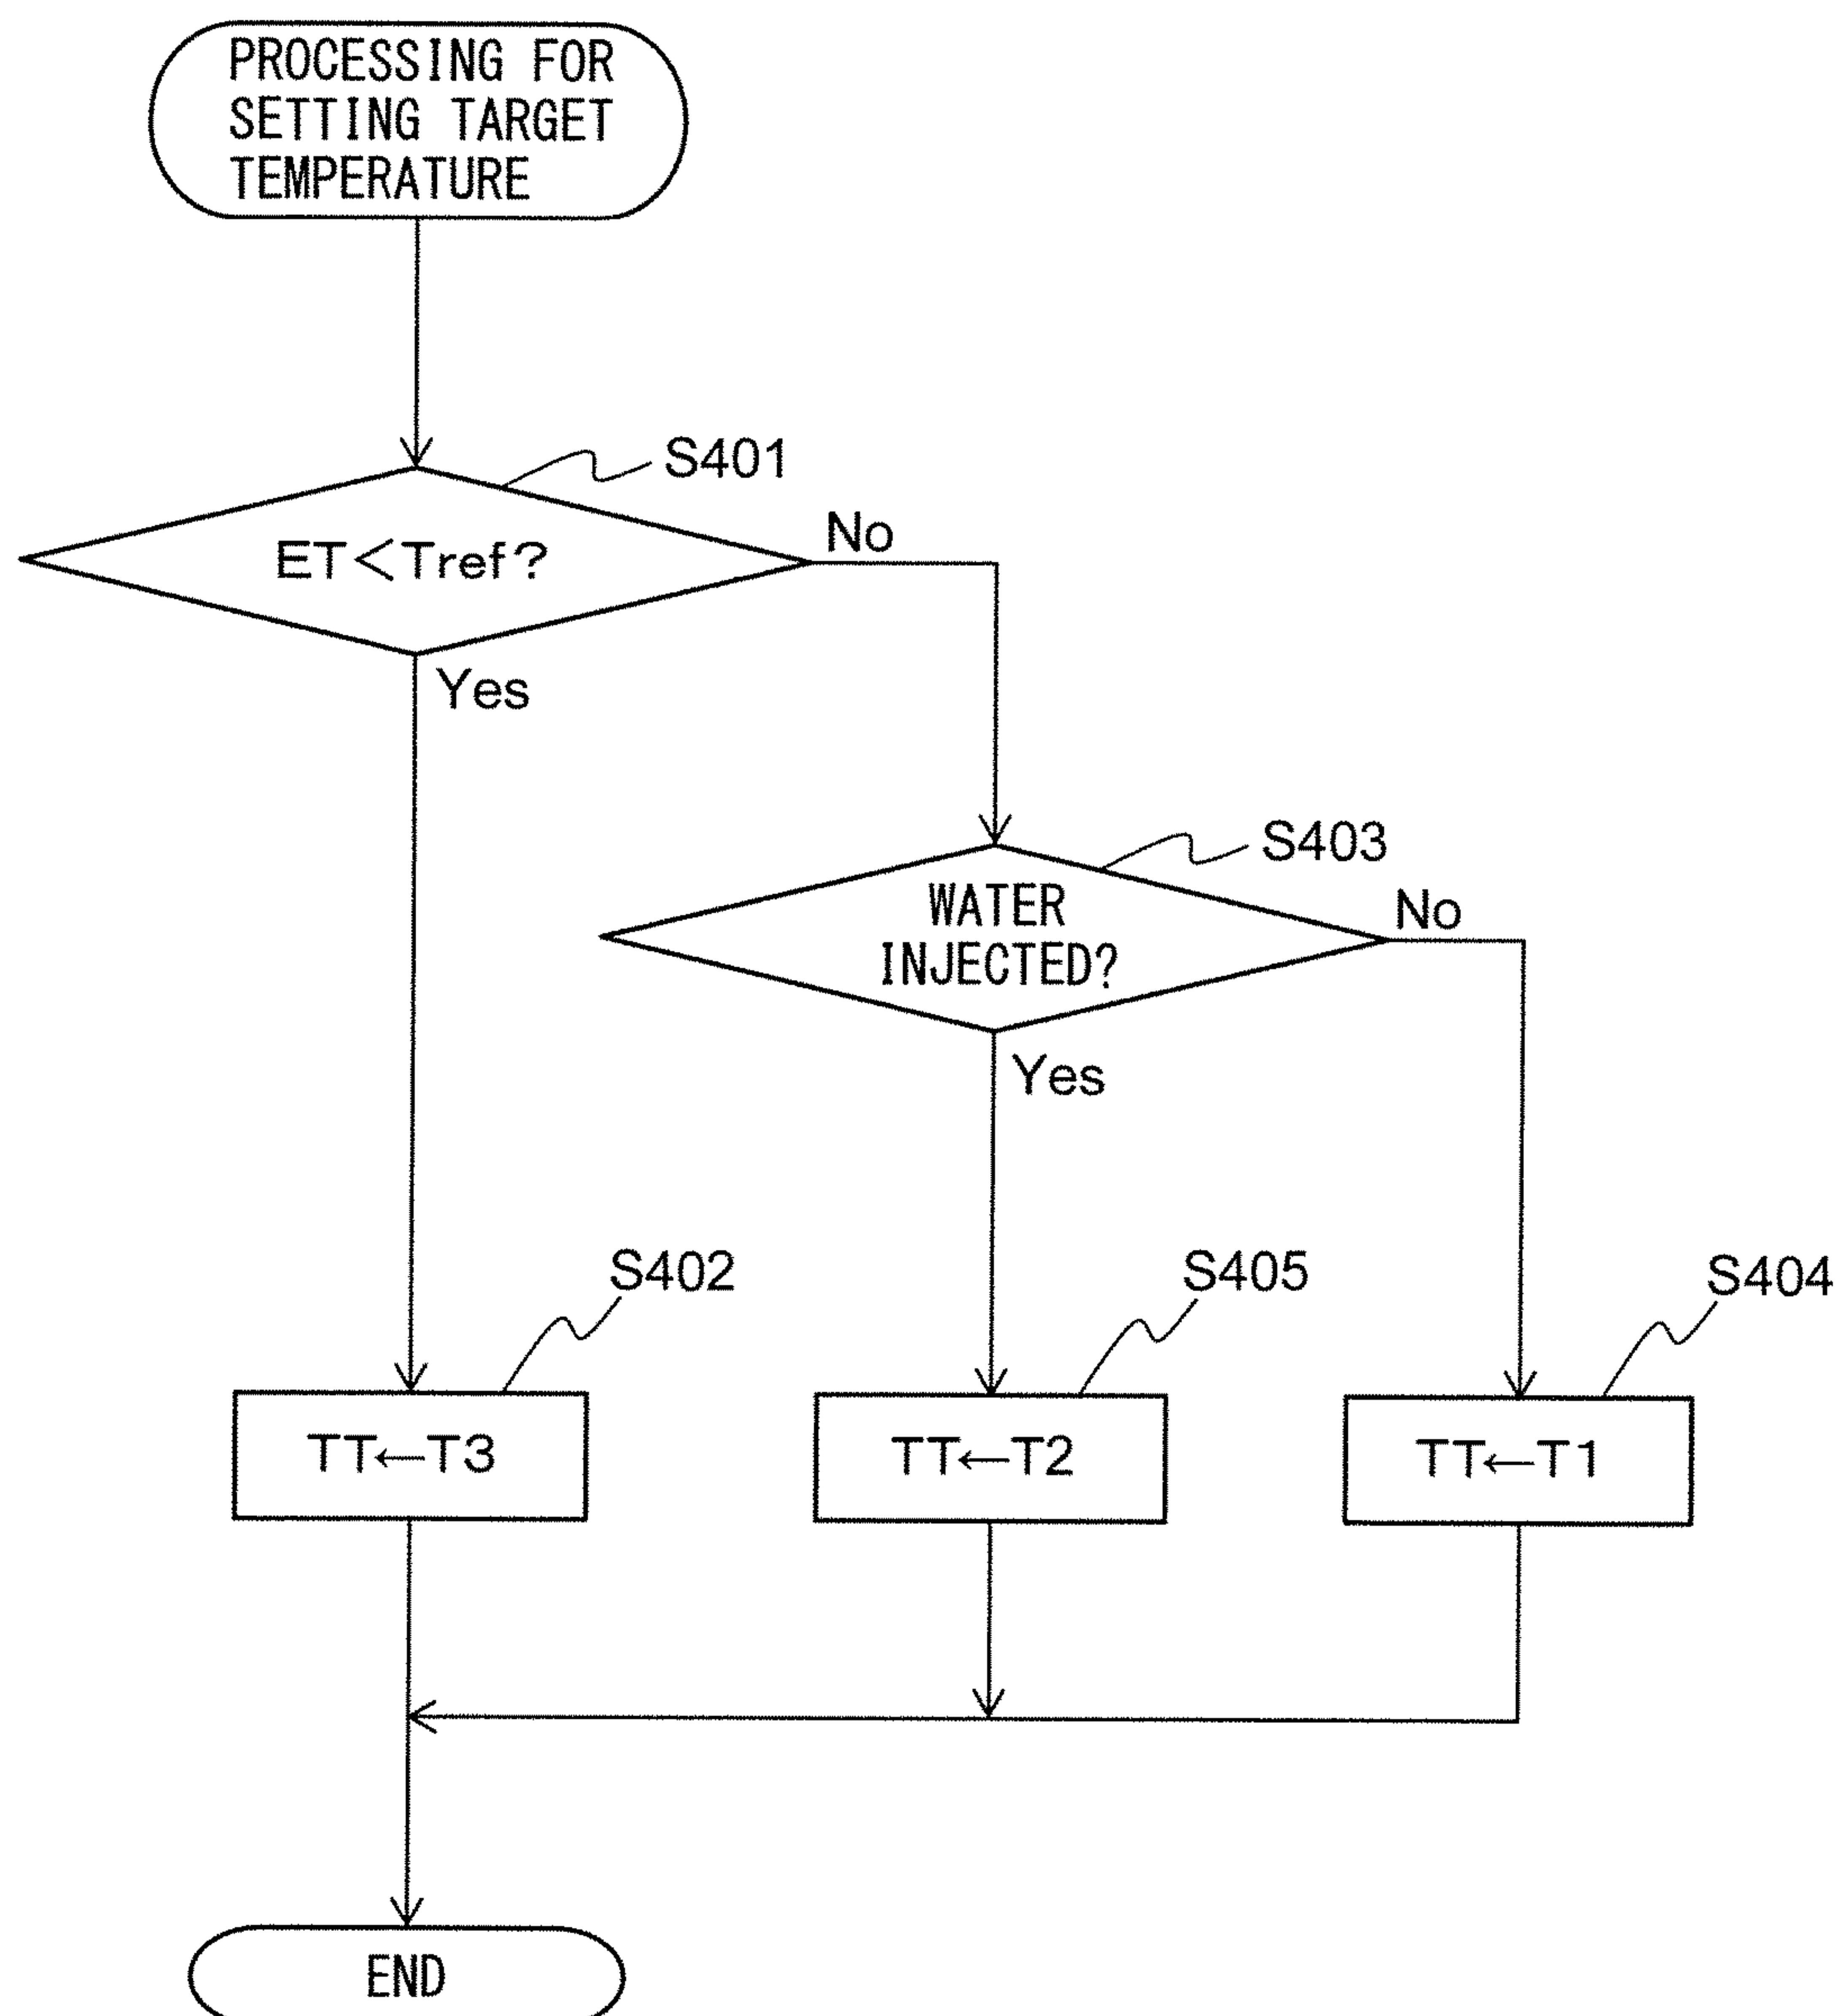 PROCESSING FOR
SETTING TARGET
TEMPERATURE
S401
ET<Tref?
No
Yes
S403
WATER
INJECTED?
No
Yes
S402
S405
S404
TT←T3
TT←T2
TT←T1
END